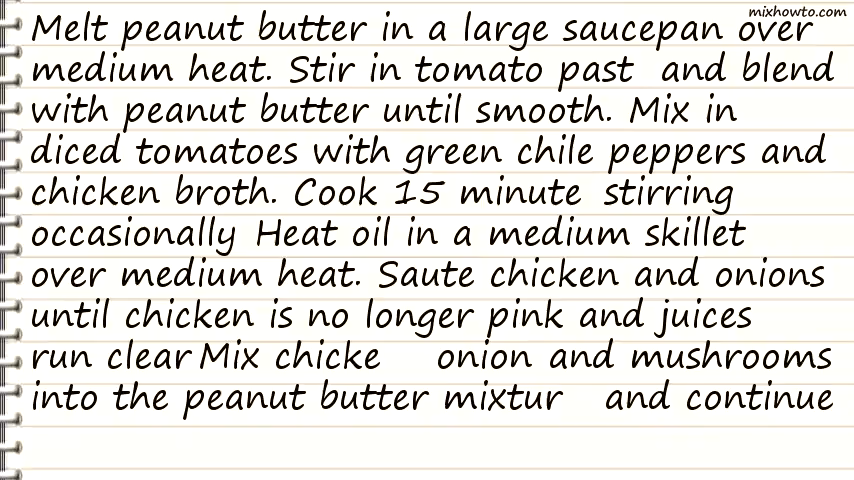 mixhowto.com
Melt peanut butter in a large saucepan over
medium heat. Stir in tomato past and blend
with peanut butter until smooth. Mix in
diced tomatoes with green chile peppers and
chicken broth. Cook 15 minute stirring
occasionally Heat oil in a medium skillet
over medium heat. Saute chicken and onions
until chicken is no longer pink and juices
run clear Mix chicke onion and mushrooms
into the peanut butter mixtur and continue